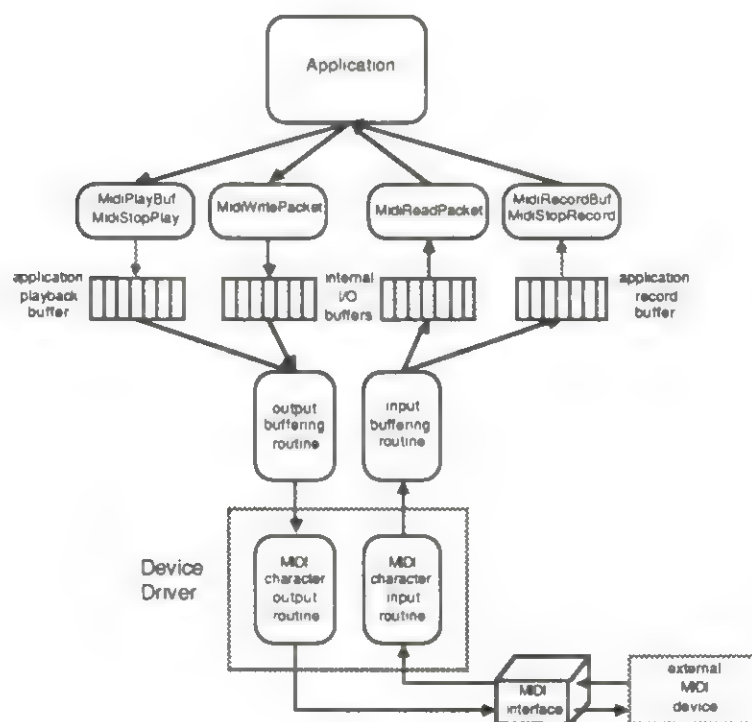 Application
MidiPlayBuf
MidiStopPlay
MidiWritePacket
MidiReadPacket
MidiRecordBuf
MidiStopRecord
application
playback
buffer
internal
I/O
buffers
application
record
buffer
output
buffering
routine
input
buffering
routine
Device
Driver
MIDI
character
output
routine
MIDI
character
input
routine
MIDI
interface
external
MIDI
device